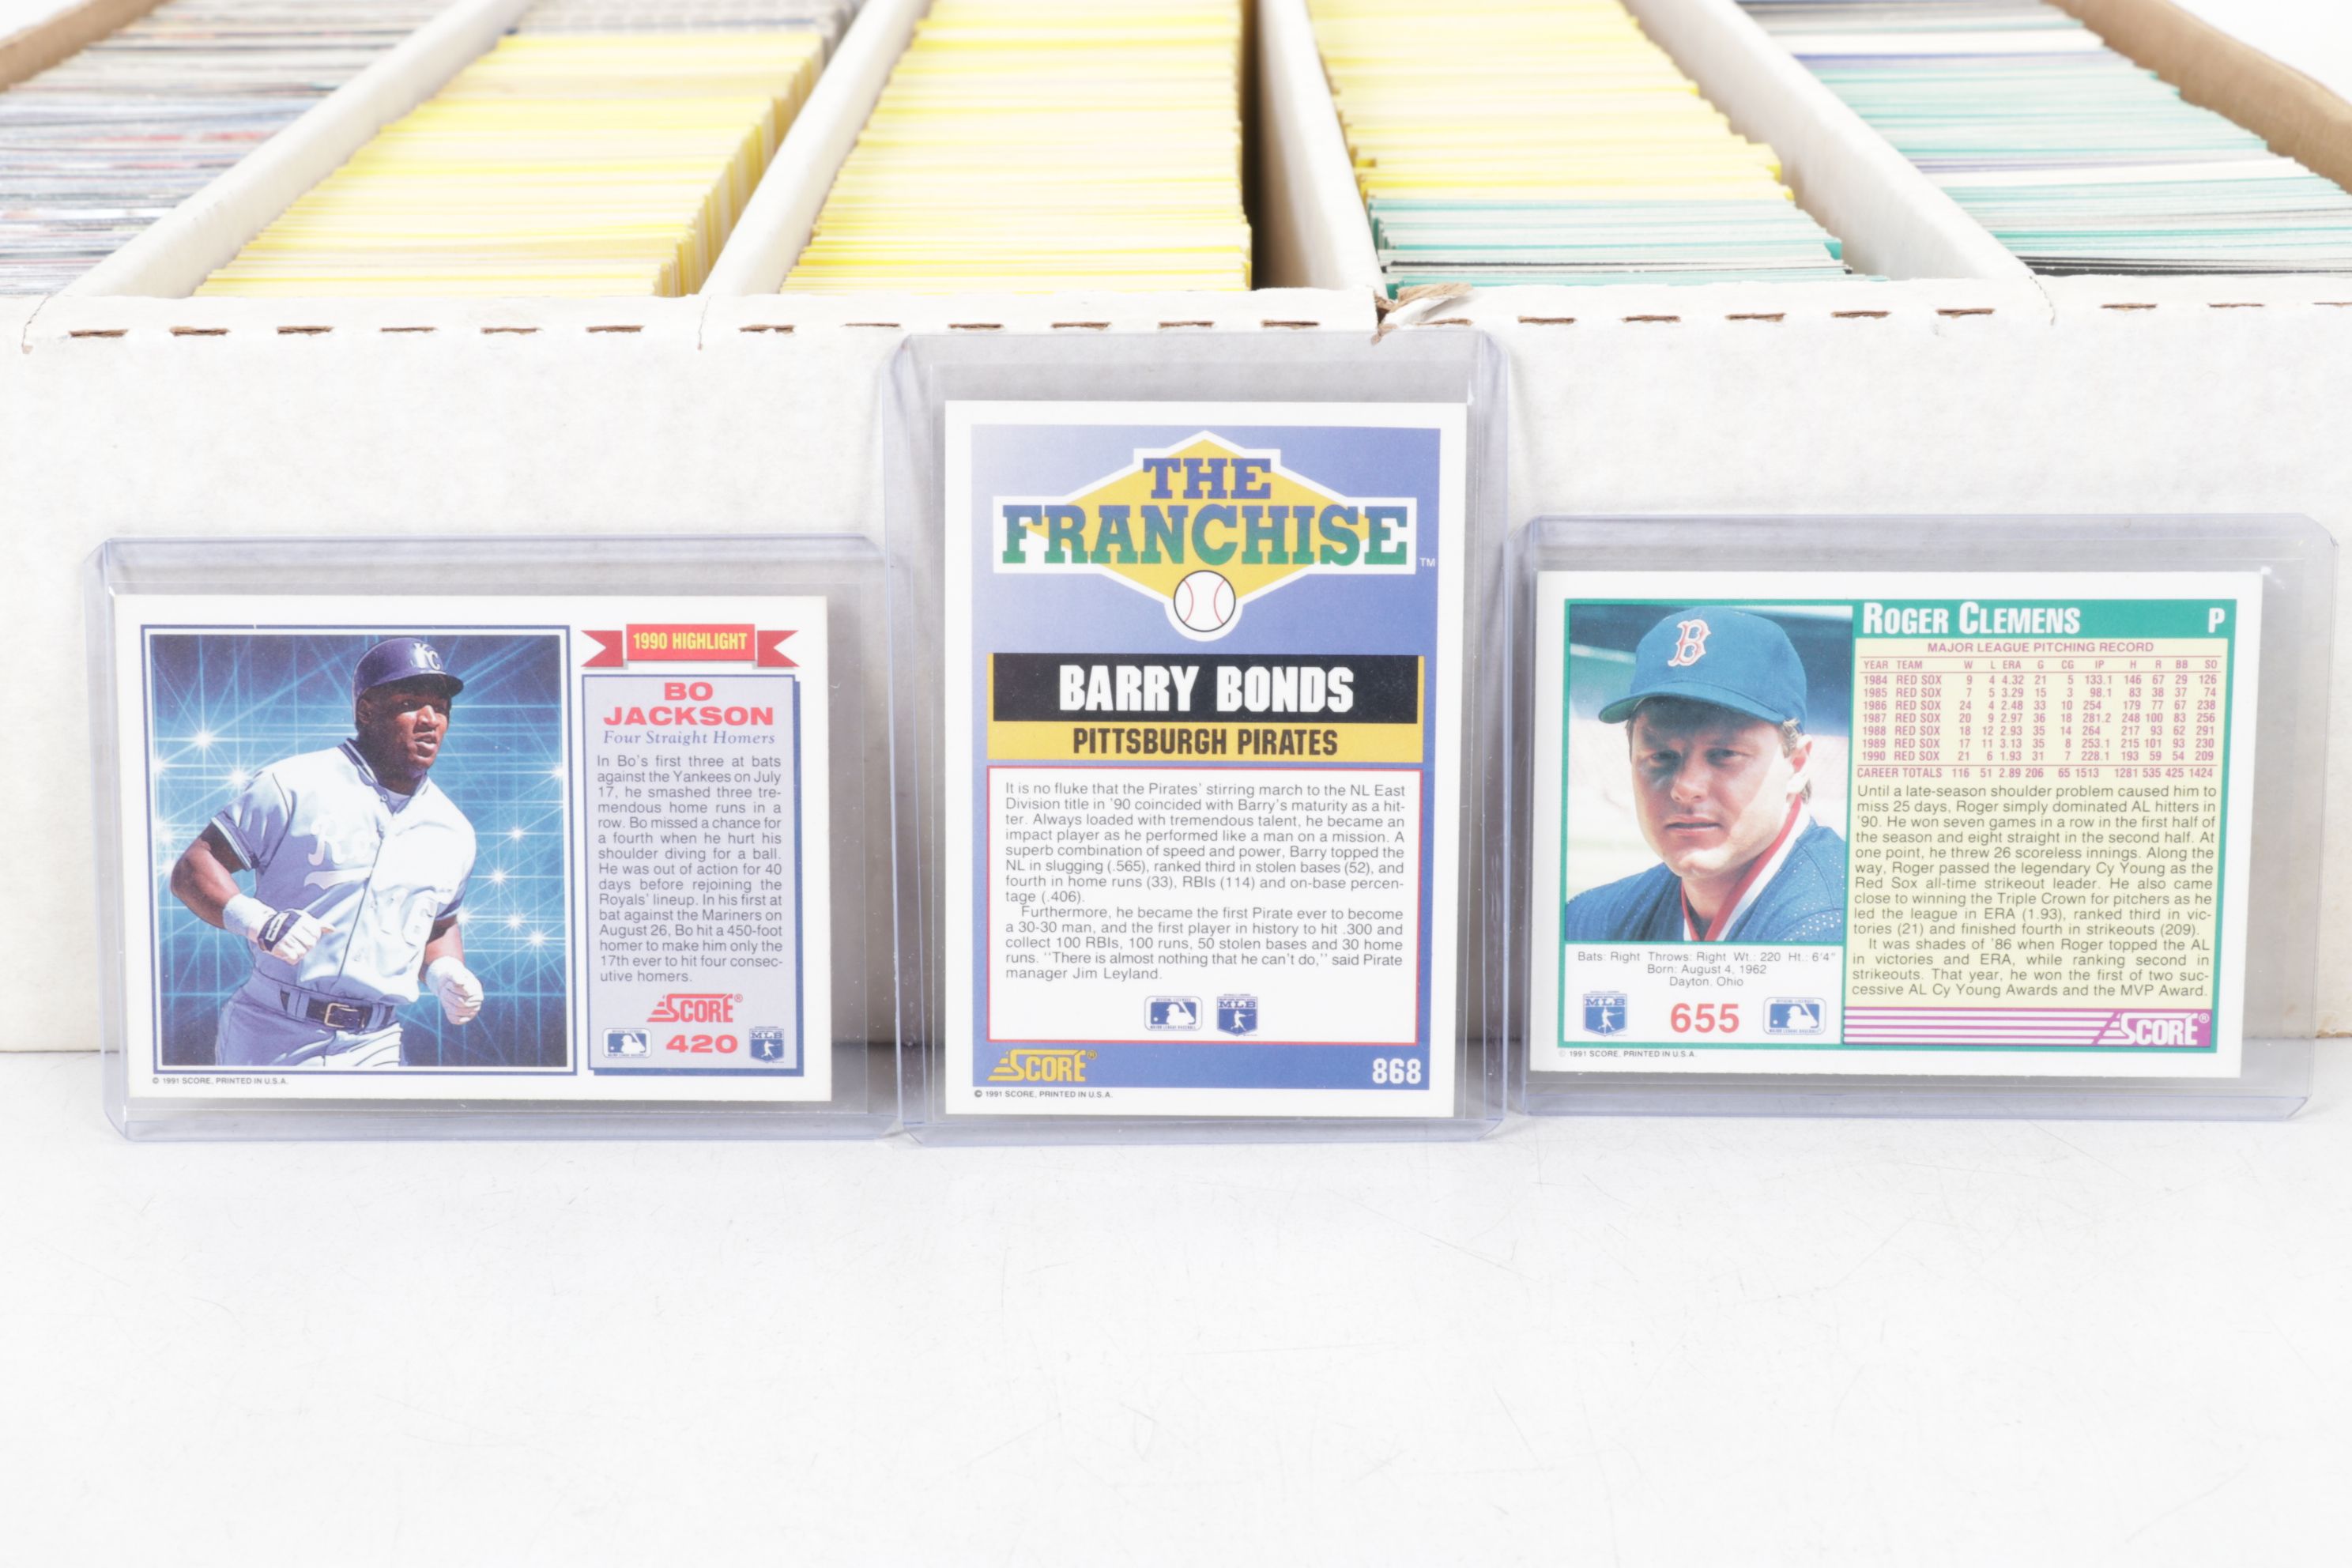 1990 HIGHLIGHT
BO
JACKSON
Four Straight Homers
In Bo's first three at bats
against the Yankees on July
17, he smashed three tre-
mendous home runs in a
row. Bo missed a chance for
a fourth when he hurt his
shoulder diving for a ball.
He was out of action for 40
days before rejoining the
Royals' lineup. In his first at
bat against the Mariners on
August 26, Bo hit a 450-foot
homer to make him only the
17th ever to hit four consec-
utive homers.
SCORE®
420
MLB
KC
© 1991 SCORE, PRINTED IN U.S.A.
THE
FRANCHISE
TM
BARRY BONDS
PITTSBURGH PIRATES
It is no fluke that the Pirates' stirring march to the NL East
Division title in '90 coincided with Barry's maturity as a hit-
ter. Always loaded with tremendous talent, he became an
impact player as he performed like a man on a mission. A
superb combination of speed and power, Barry topped the
NL in slugging (.565), ranked third in stolen bases (52), and
fourth in home runs (33), RBIs (114) and on-base percen-
tage (.406).
Furthermore, he became the first Pirate ever to become
a 30-30 man, and the first player in history to hit .300 and
collect 100 RBIs, 100 runs, 50 stolen bases and 30 home
runs. "There is almost nothing that he can't do," said Pirate
manager Jim Leyland.
MLB
SCORE®
868
© 1991 SCORE, PRINTED IN U.S.A.
ROGER CLEMENS P
MAJOR LEAGUE PITCHING RECORD
YEAR TEAM W L ERA G CG IP H R BB SO
1984 RED SOX 9 4 4.32 21 5 133.1 146 67 29 126
1985 RED SOX 7 5 3.29 15 3 98.1 83 38 37 74
1986 RED SOX 24 4 2.48 33 10 254 179 77 67 238
1987 RED SOX 20 9 2.97 36 18 281.2 248 100 83 256
1988 RED SOX 18 12 2.93 35 14 264 217 93 62 291
1989 RED SOX 17 11 3.13 35 8 253.1 215 101 93 230
1990 RED SOX 21 6 1.93 31 7 228.1 193 59 54 209
CAREER TOTALS 116 51 2.89 206 65 1513 1281 535 425 1424
Until a late-season shoulder problem caused him to
miss 25 days, Roger simply dominated AL hitters in
'90. He won seven games in a row in the first half of
the season and eight straight in the second half. At
one point, he threw 26 scoreless innings. Along the
way, Roger passed the legendary Cy Young as the
Red Sox all-time strikeout leader. He also came
close to winning the Triple Crown for pitchers as he
led the league in ERA (1.93), ranked third in vic-
tories (21) and finished fourth in strikeouts (209).
It was shades of '86 when Roger topped the AL
in victories and ERA, while ranking second in
strikeouts. That year, he won the first of two suc-
cessive AL Cy Young Awards and the MVP Award.
B
Bats: Right Throws: Right Wt.: 220 Ht.: 6'4"
Born: August 4, 1962
Dayton, Ohio
MLB
655
SCORE®
© 1991 SCORE, PRINTED IN U.S.A.